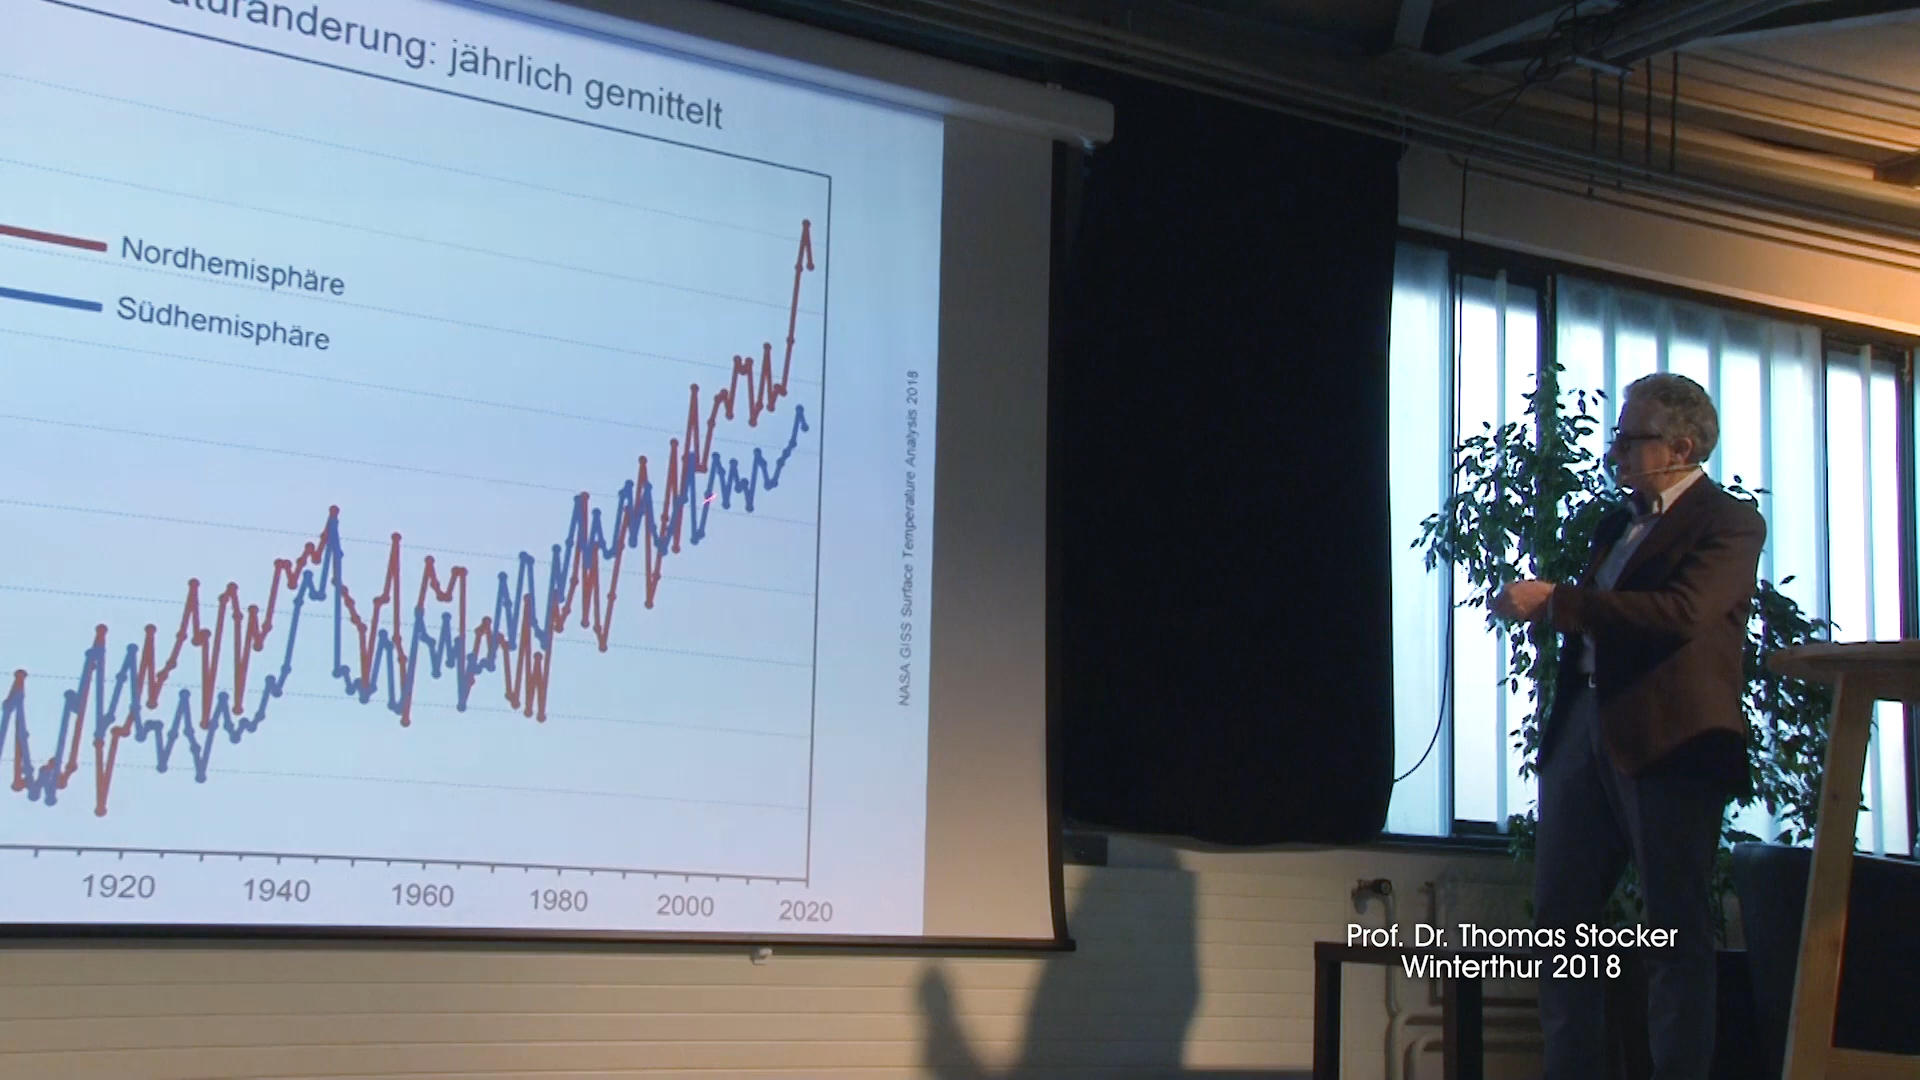 turänderung: jährlich gemittelt
Nordhemisphäre
Südhemisphäre
NASA GISS Surface Temperature Analysis 2018
1920 1940 1960 1980 2000 2020
Prof. Dr. Thomas Stocker
Winterthur 2018